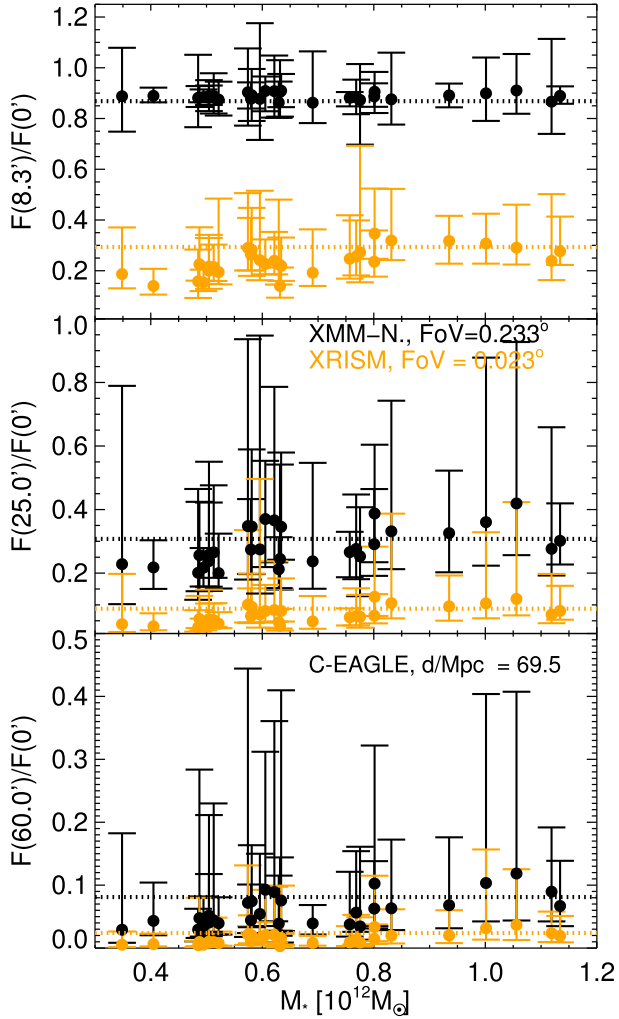 1.2
1.0
0.8
0.6
0.4
0.2
F(8.3')/F(0')
1.0
0.8
0.6
0.4
0.2
F(25.0')/F(0')
XMM−N., FoV=0.233°
XRISM, FoV = 0.023°
0.5
0.4
0.3
0.2
0.1
0.0
F(60.0')/F(0')
C-EAGLE, d/Mpc = 69.5
0.4 0.6 0.8 1.0 1.2
M* [10¹²M⊙]